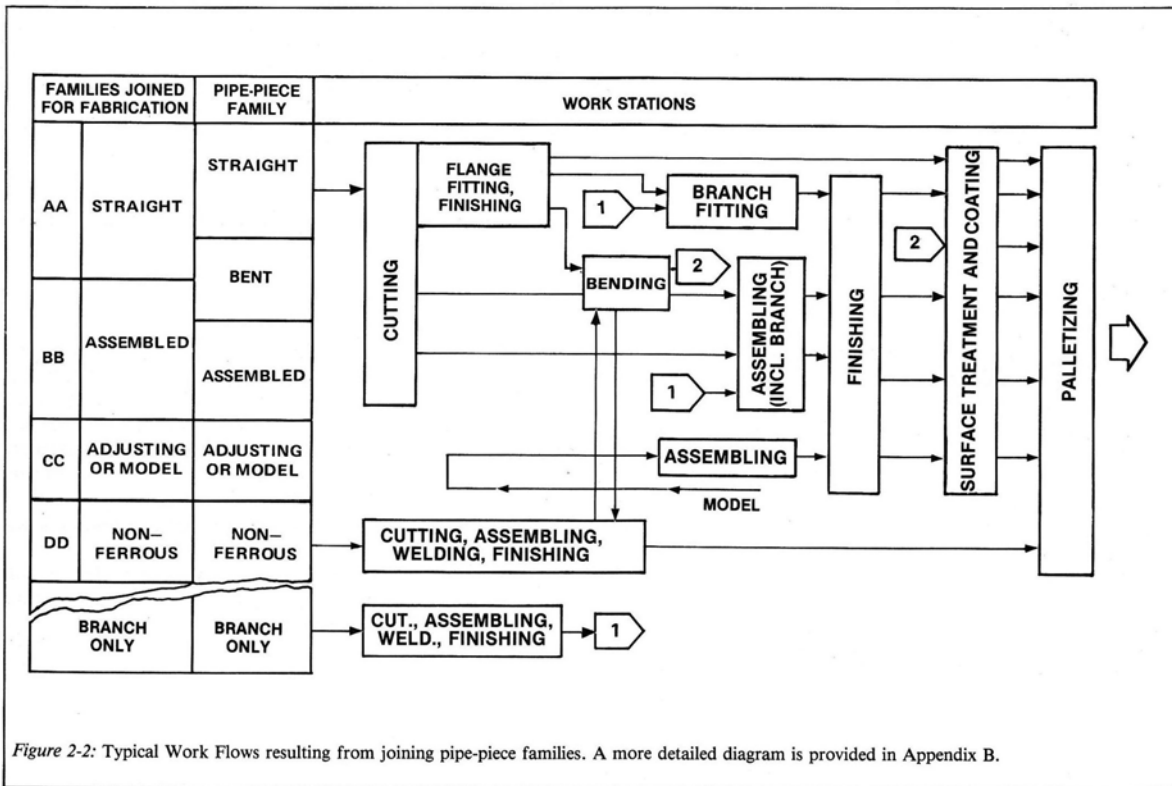 FAMILIES JOINED
FOR FABRICATION
PIPE-PIECE
FAMILY
WORK STATIONS
AA
STRAIGHT
STRAIGHT
BENT
BB
ASSEMBLED
ASSEMBLED
CC
ADJUSTING
OR MODEL
ADJUSTING
OR MODEL
DD
NON–
FERROUS
NON–
FERROUS
BRANCH
ONLY
BRANCH
ONLY
CUTTING
FLANGE
FITTING,
FINISHING
1
BRANCH
FITTING
BENDING
2
ASSEMBLING
(INCL. BRANCH)
1
ASSEMBLING
MODEL
FINISHING
2
SURFACE TREATMENT AND COATING
PALLETIZING
CUTTING, ASSEMBLING,
WELDING, FINISHING
CUT., ASSEMBLING,
WELD., FINISHING
1
Figure 2-2: Typical Work Flows resulting from joining pipe-piece families. A more detailed diagram is provided in Appendix B.